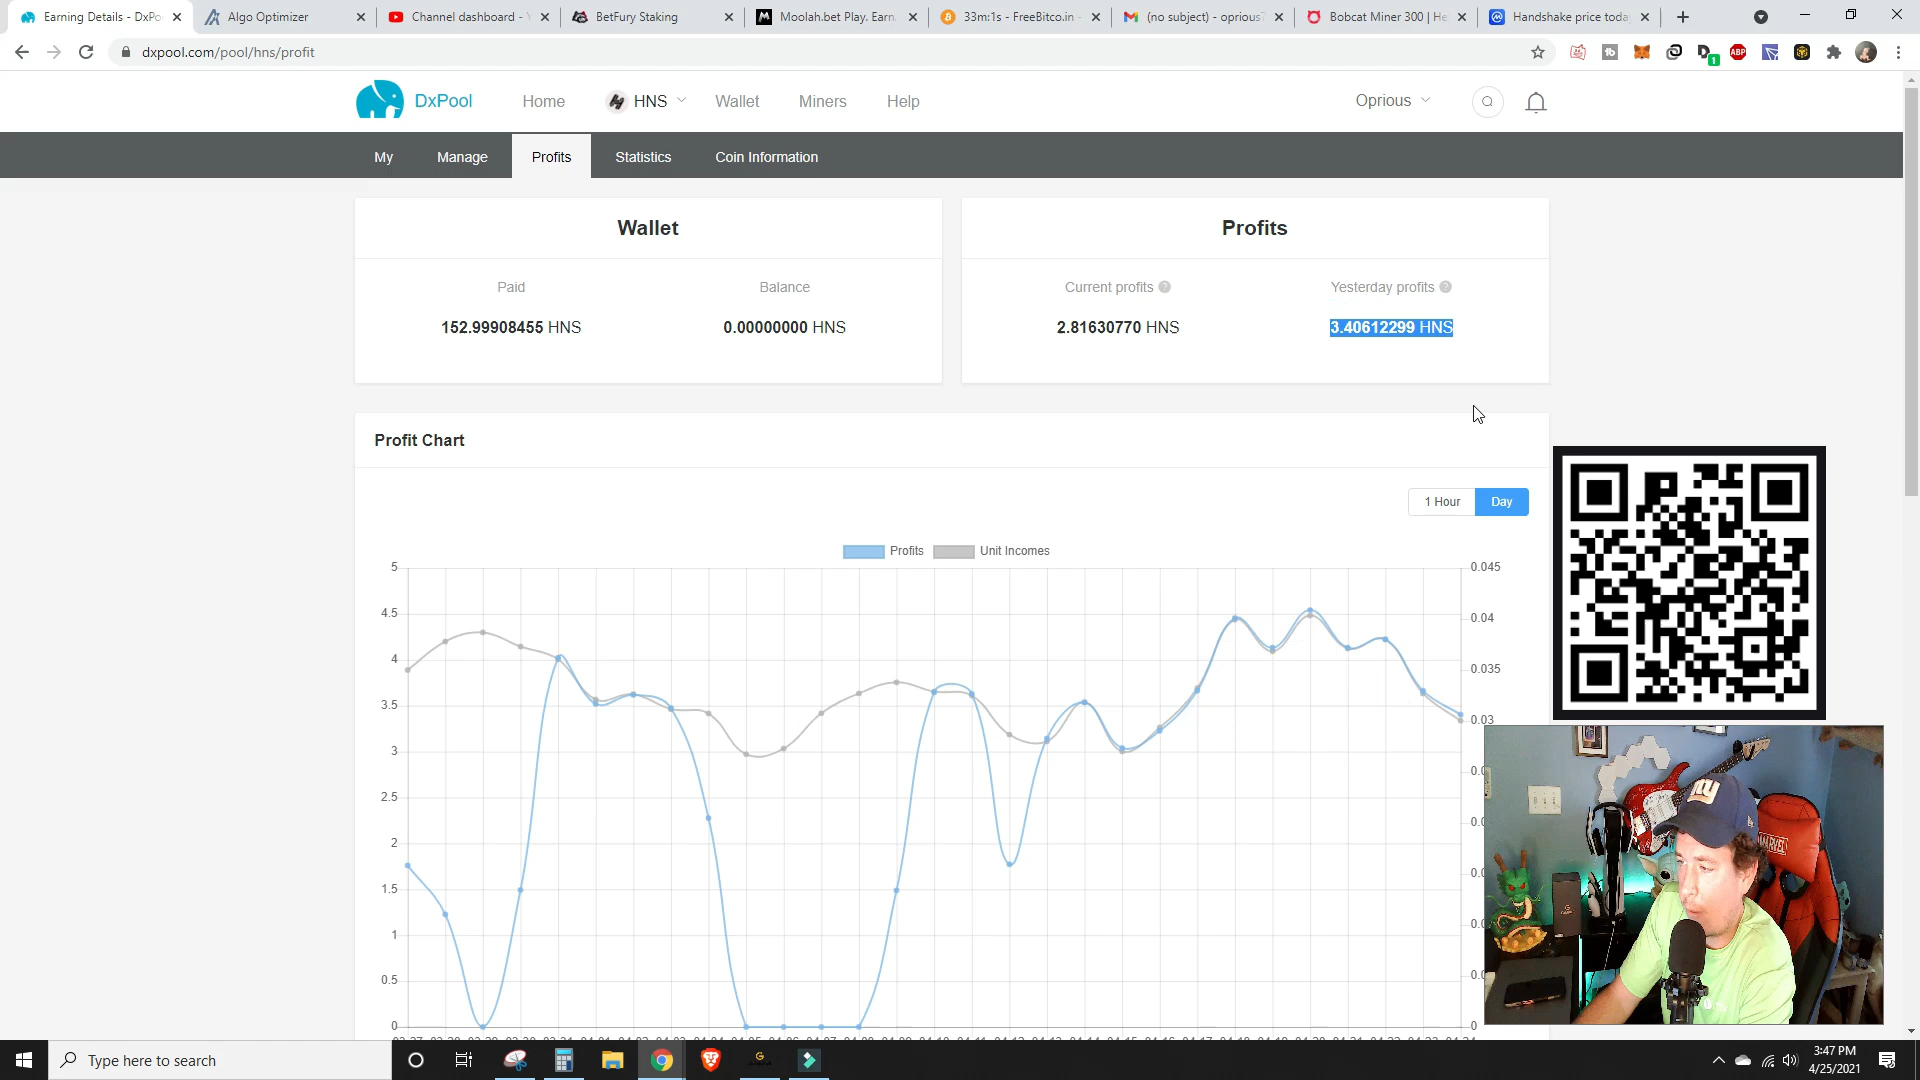 Earning Details - DxPo
Algo Optimizer
Channel dashboard - Y
BetFury Staking
Moolah.bet Play. Earn.
33m:1s - FreeBitco.in -
(no subject) - oprious
Bobcat Miner 300 | He
Handshake price toda
dxpool.com/pool/hns/profit
ABP
1
DxPool
Home
HNS
Wallet
Miners
Help
Oprious
My
Manage
Profits
Statistics
Coin Information
Wallet
Paid
Balance
152.99908455 HNS
0.00000000 HNS
Profits
Current profits
Yesterday profits
2.81630770 HNS
3.40612299 HNS
Profit Chart
1 Hour
Day
Profits
Unit Incomes
5
0.045
4.5
0.04
4
0.035
3.5
0.03
3
2.5
2
1.5
1
0.5
0
0
MARVEL
ny
Type here to search
3:47 PM
4/25/2021